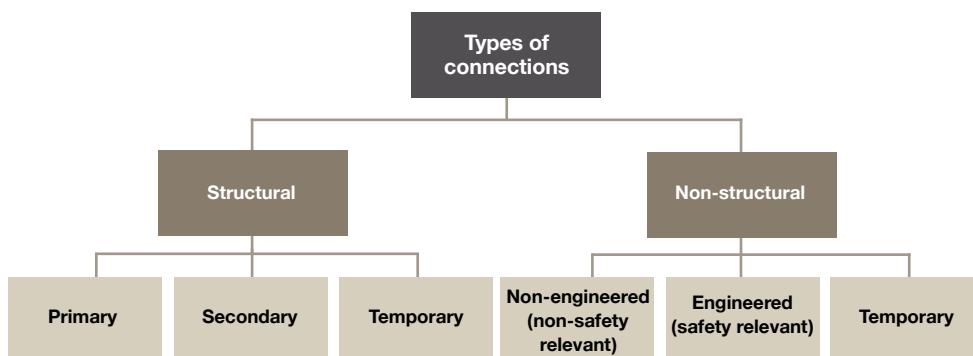 Types of
connections
Structural
Non-structural
Primary
Secondary
Temporary
Non-engineered
(non-safety
relevant)
Engineered
(safety relevant)
Temporary